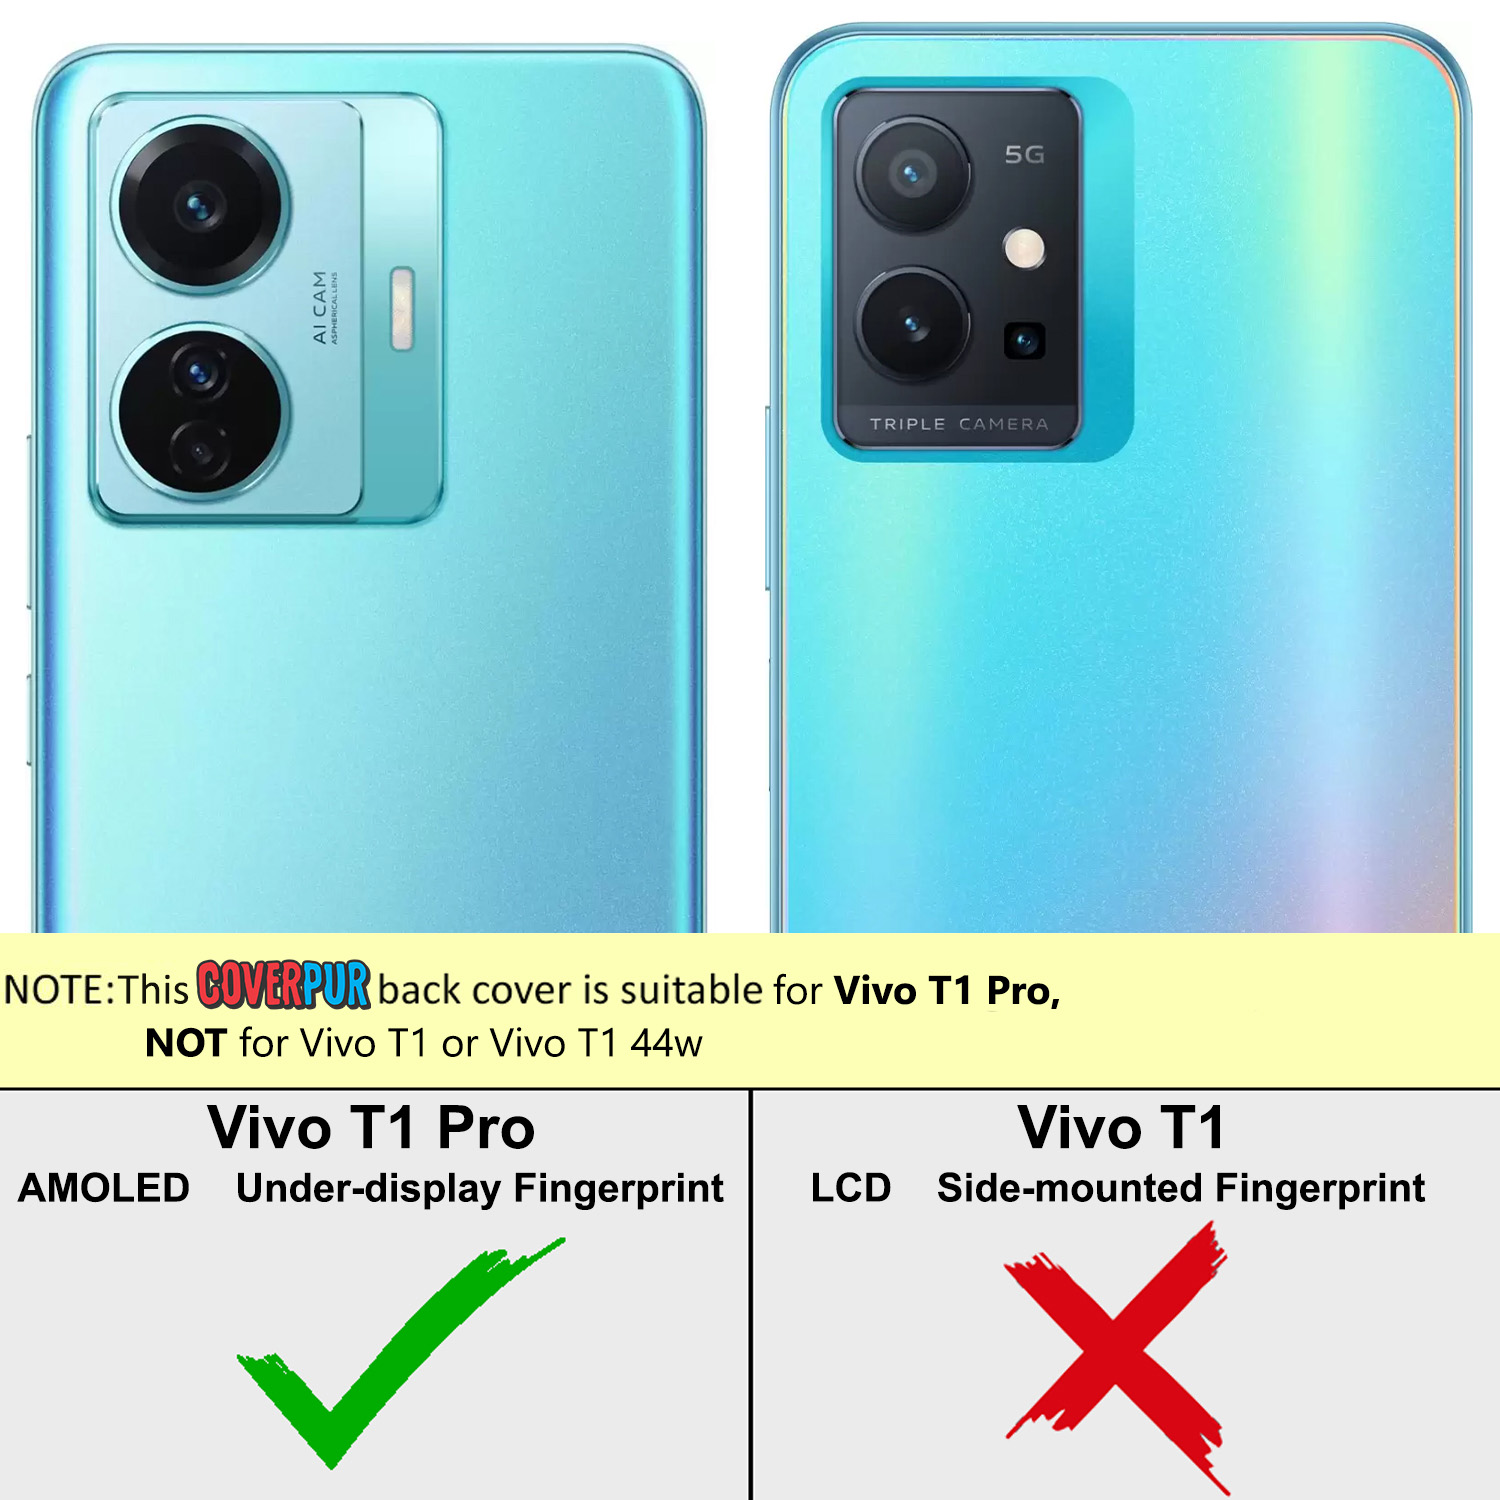 AI CAM
ASPHERICAL LENS
5G
TRIPLE CAMERA
NOTE:This COVERPUR back cover is suitable for Vivo T1 Pro,
NOT for Vivo T1 or Vivo T1 44w
Vivo T1 Pro
AMOLED Under-display Fingerprint
Vivo T1
LCD Side-mounted Fingerprint